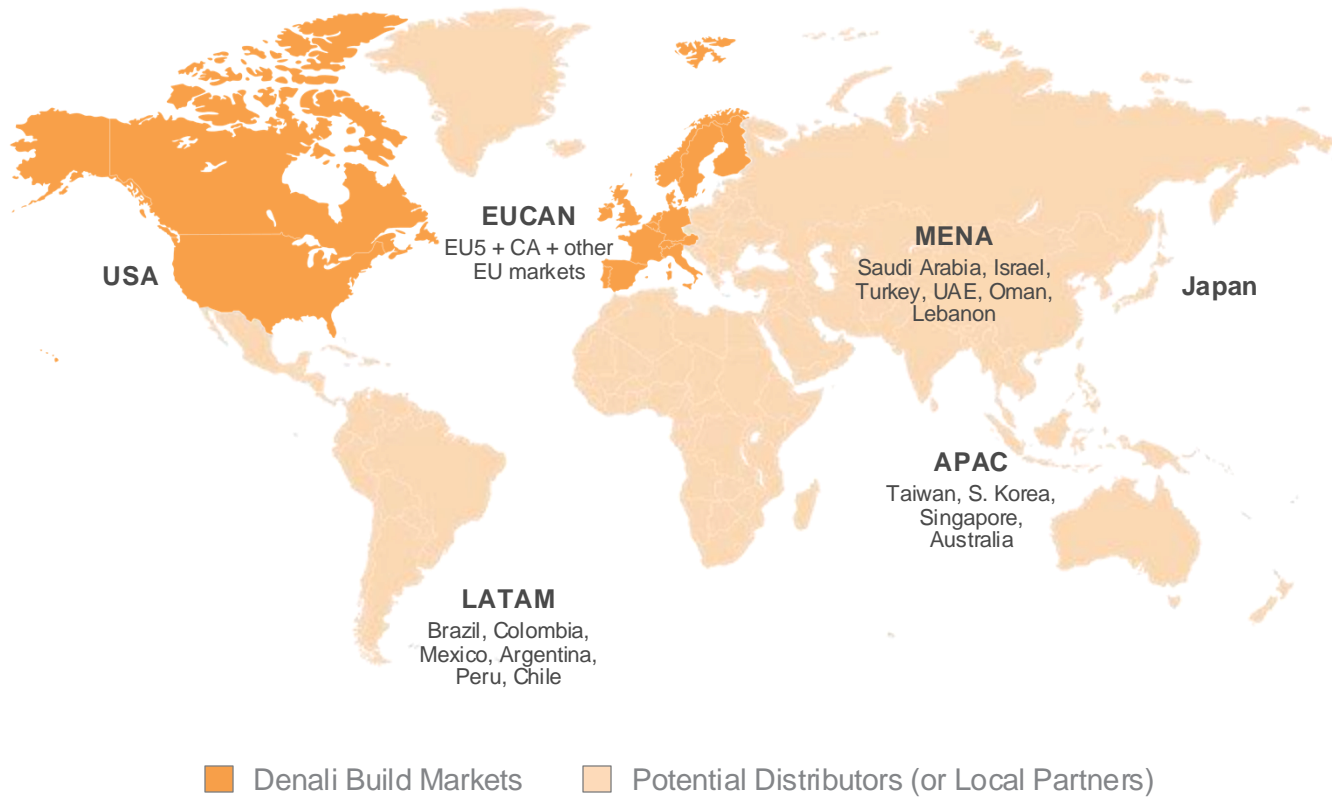 EUCAN
EU5 + CA + other
EU markets
USA
MENA
Saudi Arabia, Israel,
Turkey, UAE, Oman,
Lebanon
Japan
APAC
Taiwan, S. Korea,
Singapore,
Australia
LATAM
Brazil, Colombia,
Mexico, Argentina,
Peru, Chile
Denali Build Markets
Potential Distributors (or Local Partners)